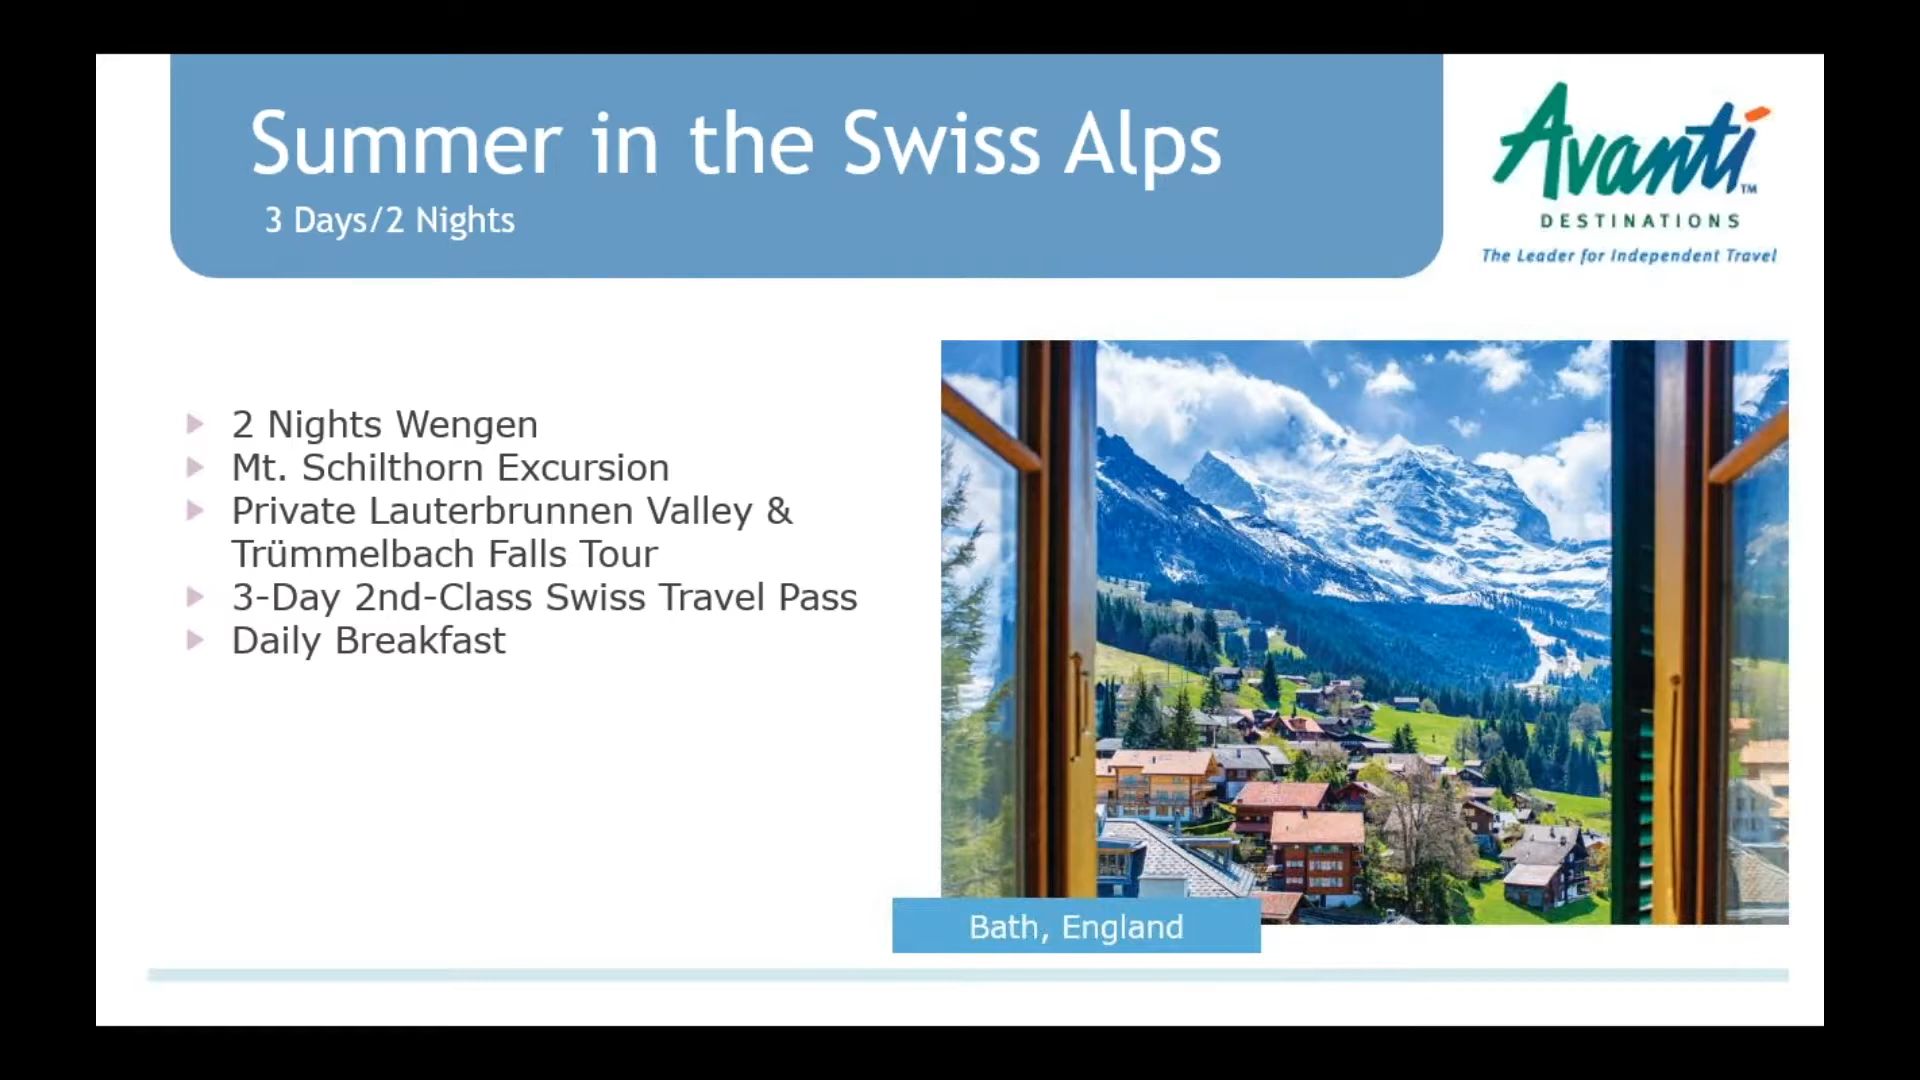 Summer in the Swiss Alps
3 Days/2 Nights
Avanti™
DESTINATIONS
The Leader for Independent Travel
2 Nights Wengen
Mt. Schilthorn Excursion
Private Lauterbrunnen Valley &
Trümmelbach Falls Tour
3-Day 2nd-Class Swiss Travel Pass
Daily Breakfast
Bath, England